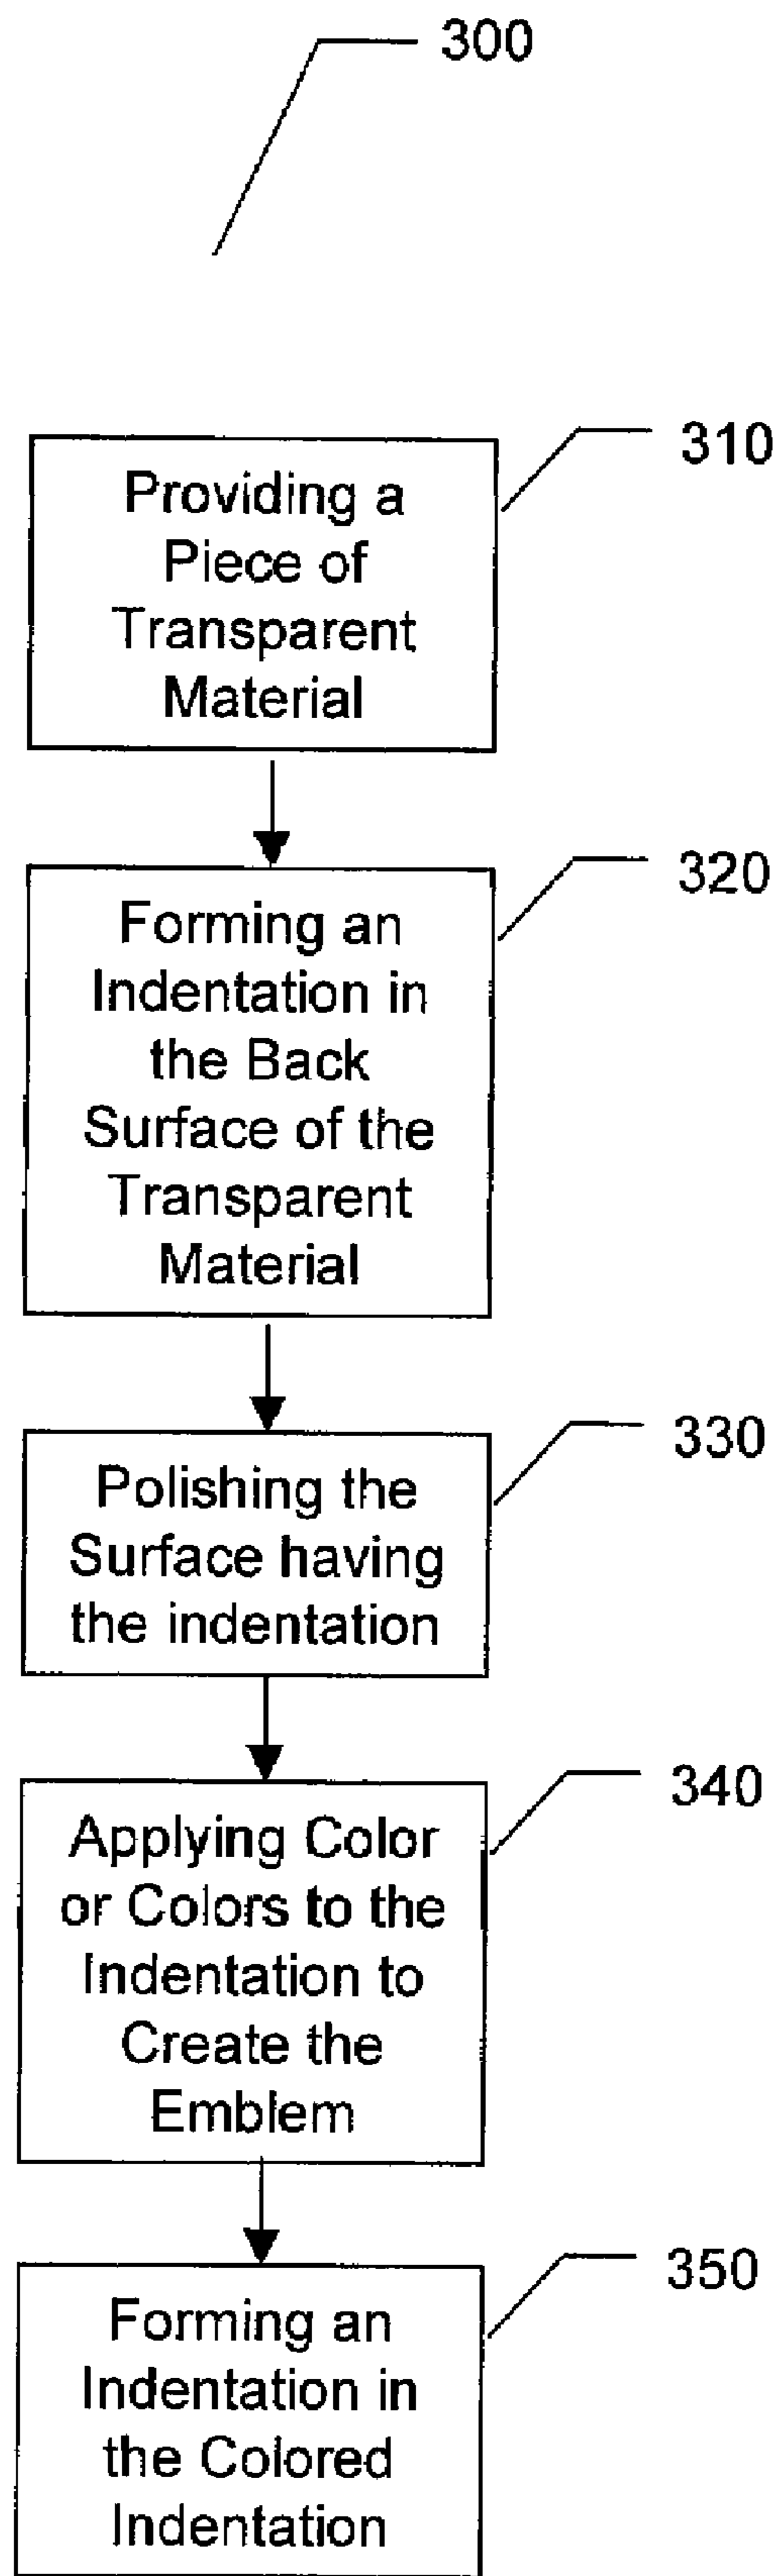 300
310
Providing a
Piece of
Transparent
Material
320
Forming an
Indentation in
the Back
Surface of the
Transparent
Material
330
Polishing the
Surface having
the indentation
340
Applying Color
or Colors to the
Indentation to
Create the
Emblem
350
Forming an
Indentation in
the Colored
Indentation